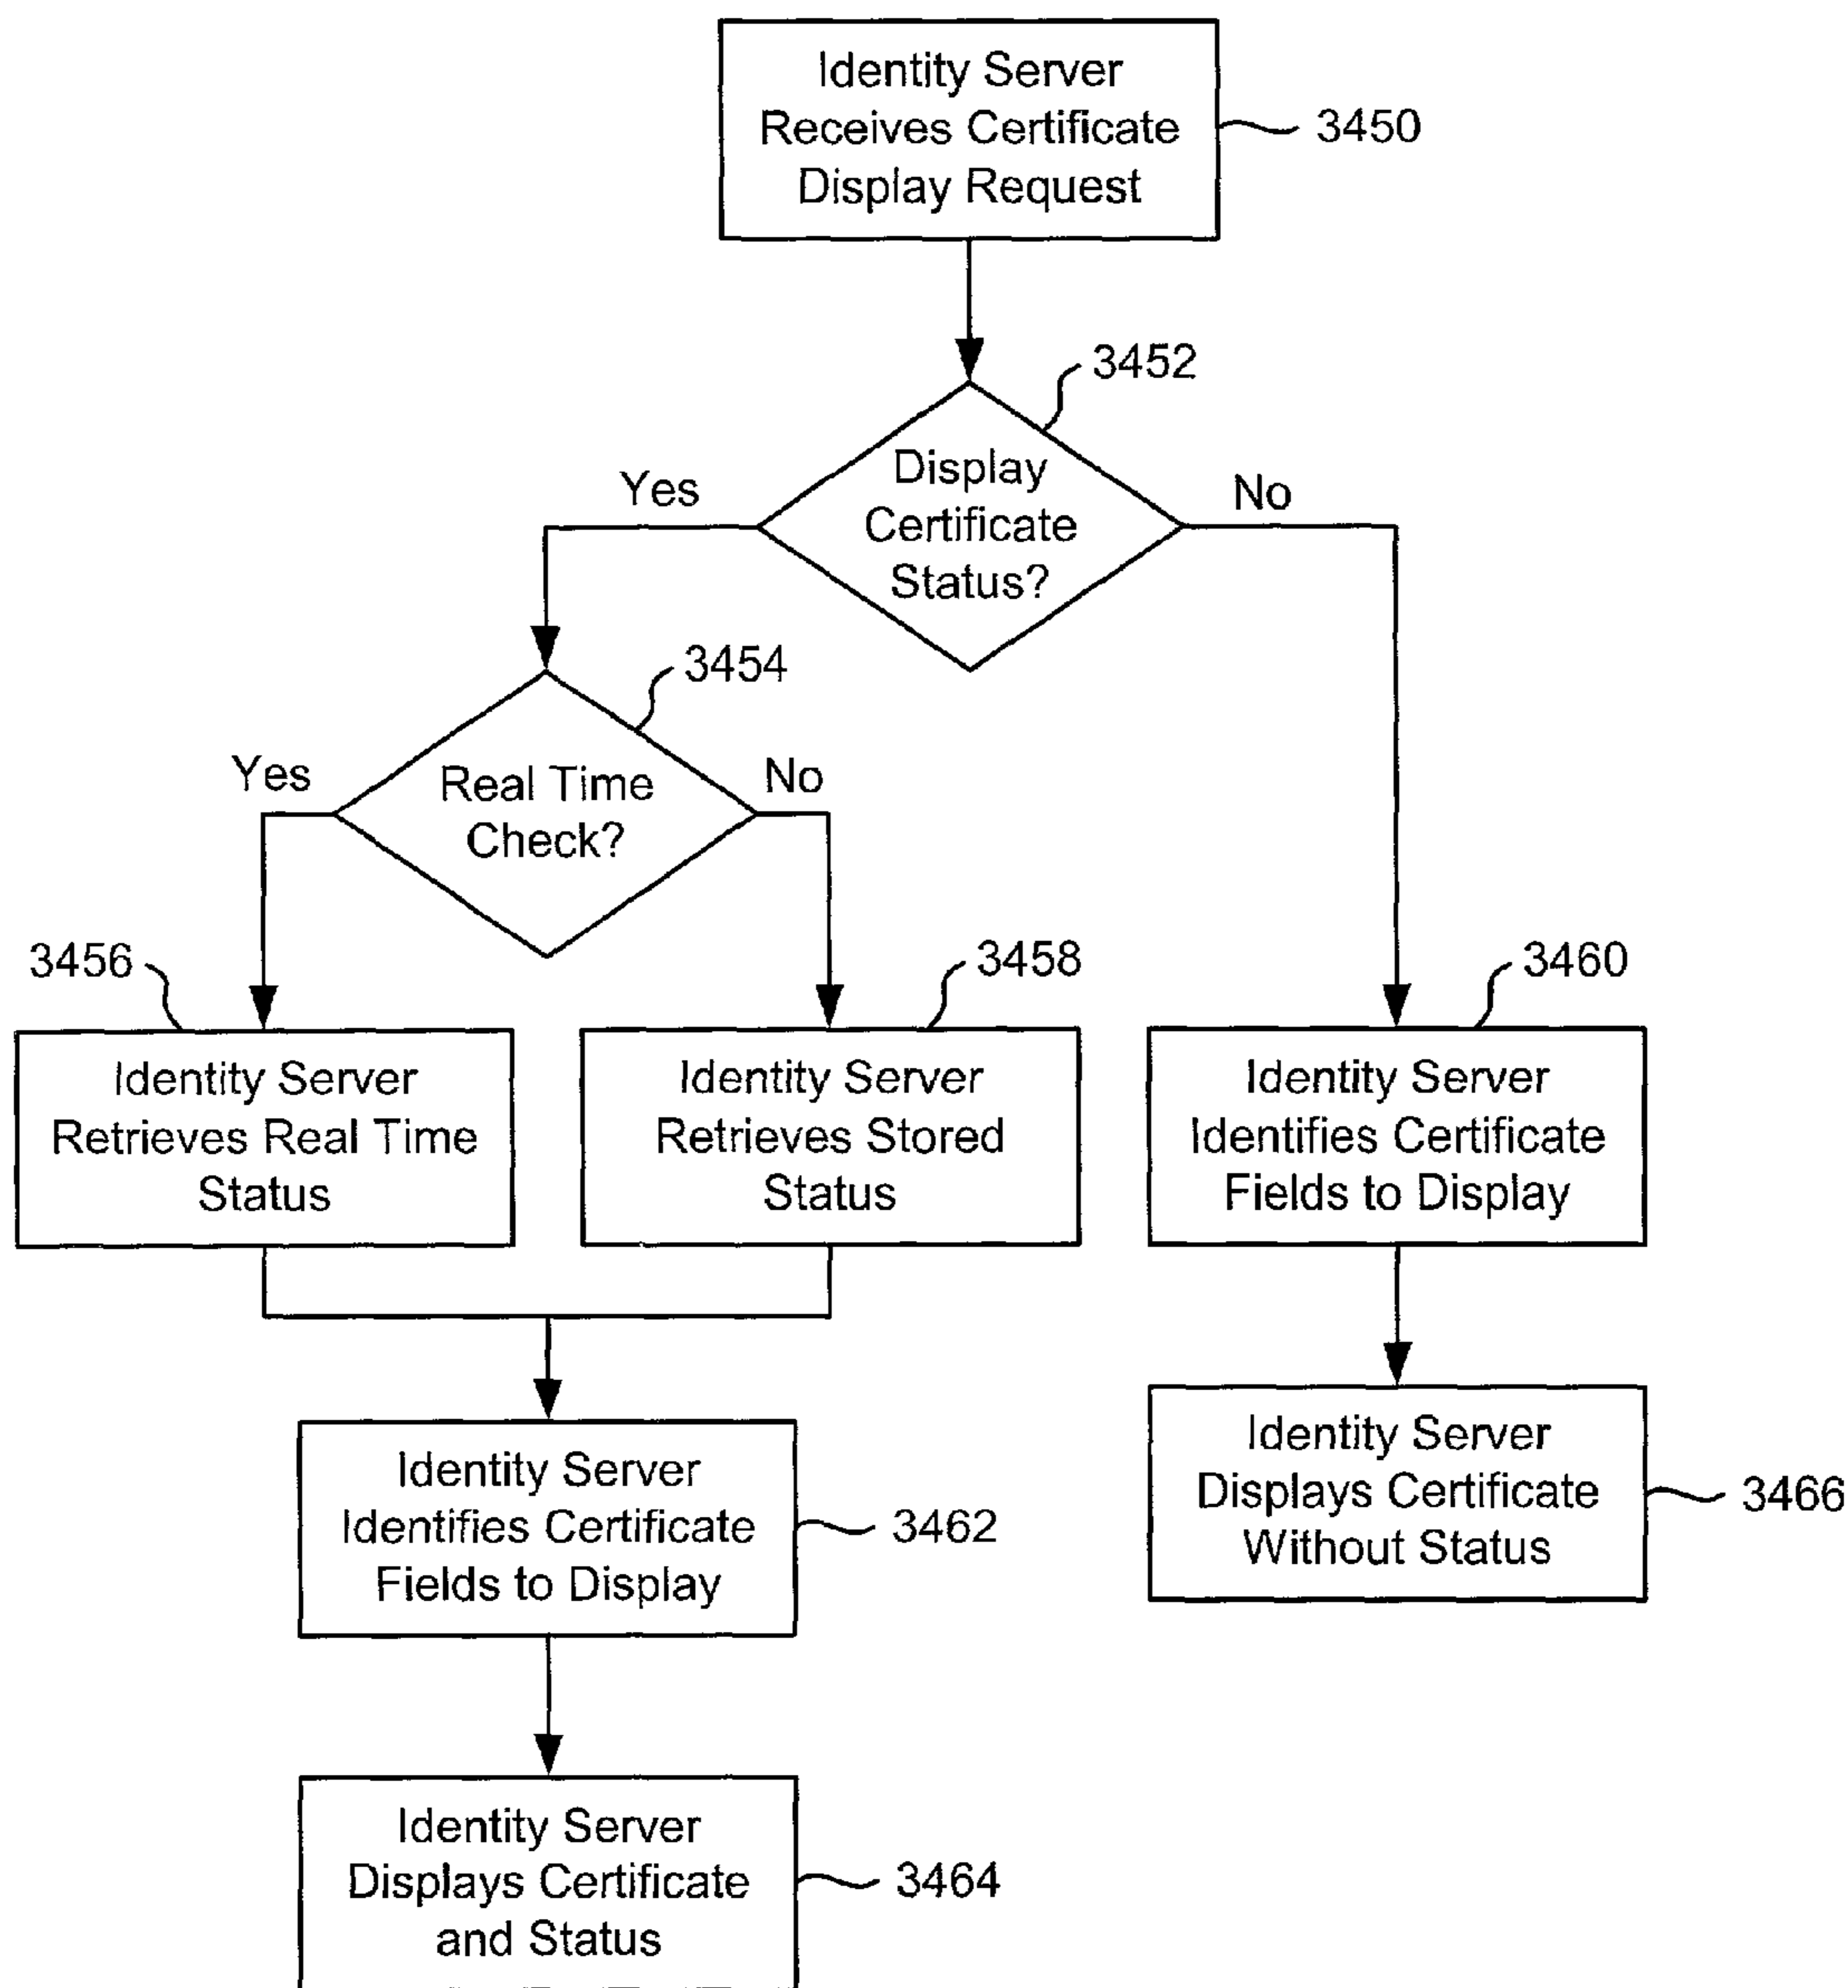 Identity Server
Receives Certificate
Display Request
3450
3452
Display
Certificate
Status?
Yes
No
3454
Real Time
Check?
Yes
No
3456
3458
3460
Identity Server
Retrieves Real Time
Status
Identity Server
Retrieves Stored
Status
Identity Server
Identifies Certificate
Fields to Display
Identity Server
Identifies Certificate
Fields to Display
3462
Identity Server
Displays Certificate
Without Status
3466
Identity Server
Displays Certificate
and Status
3464